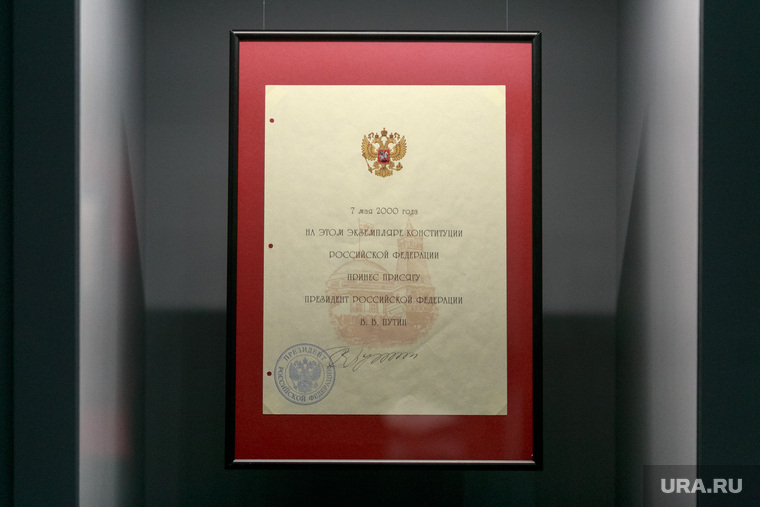 7 мая 2000 года
НА ЭТОМ ЭКЗЕМПЛЯРЕ КОНСТИТУЦИИ
РОССИЙСКОЙ ФЕДЕРАЦИИ
ПРИНЕС ПРИСЯГУ
ПРЕЗИДЕНТ РОССИЙСКОЙ ФЕДЕРАЦИИ
В. В. ПУТИН
ПРЕЗИДЕНТ
РОССИЙСКОЙ ФЕДЕРАЦИИ
URA.RU